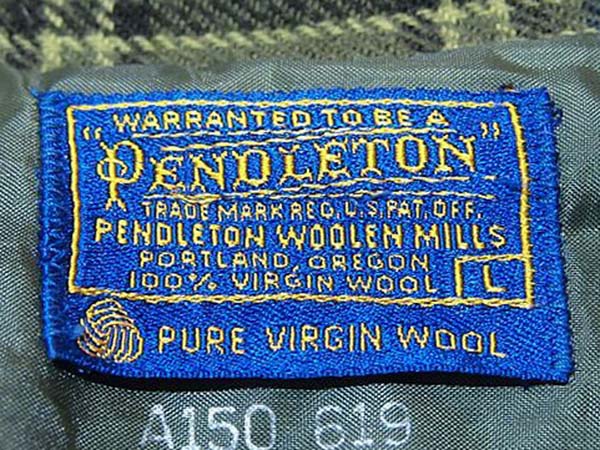 "WARRANTED TO BE A
PENDLETON"
TRADE MARK REG. U.S. PAT. OFF.
PENDLETON WOOLEN MILLS
PORTLAND, OREGON
100% VIRGIN WOOL L
PURE VIRGIN WOOL
A150 619